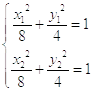 x₁²/8 + y₁²/4 = 1
x₂²/8 + y₂²/4 = 1